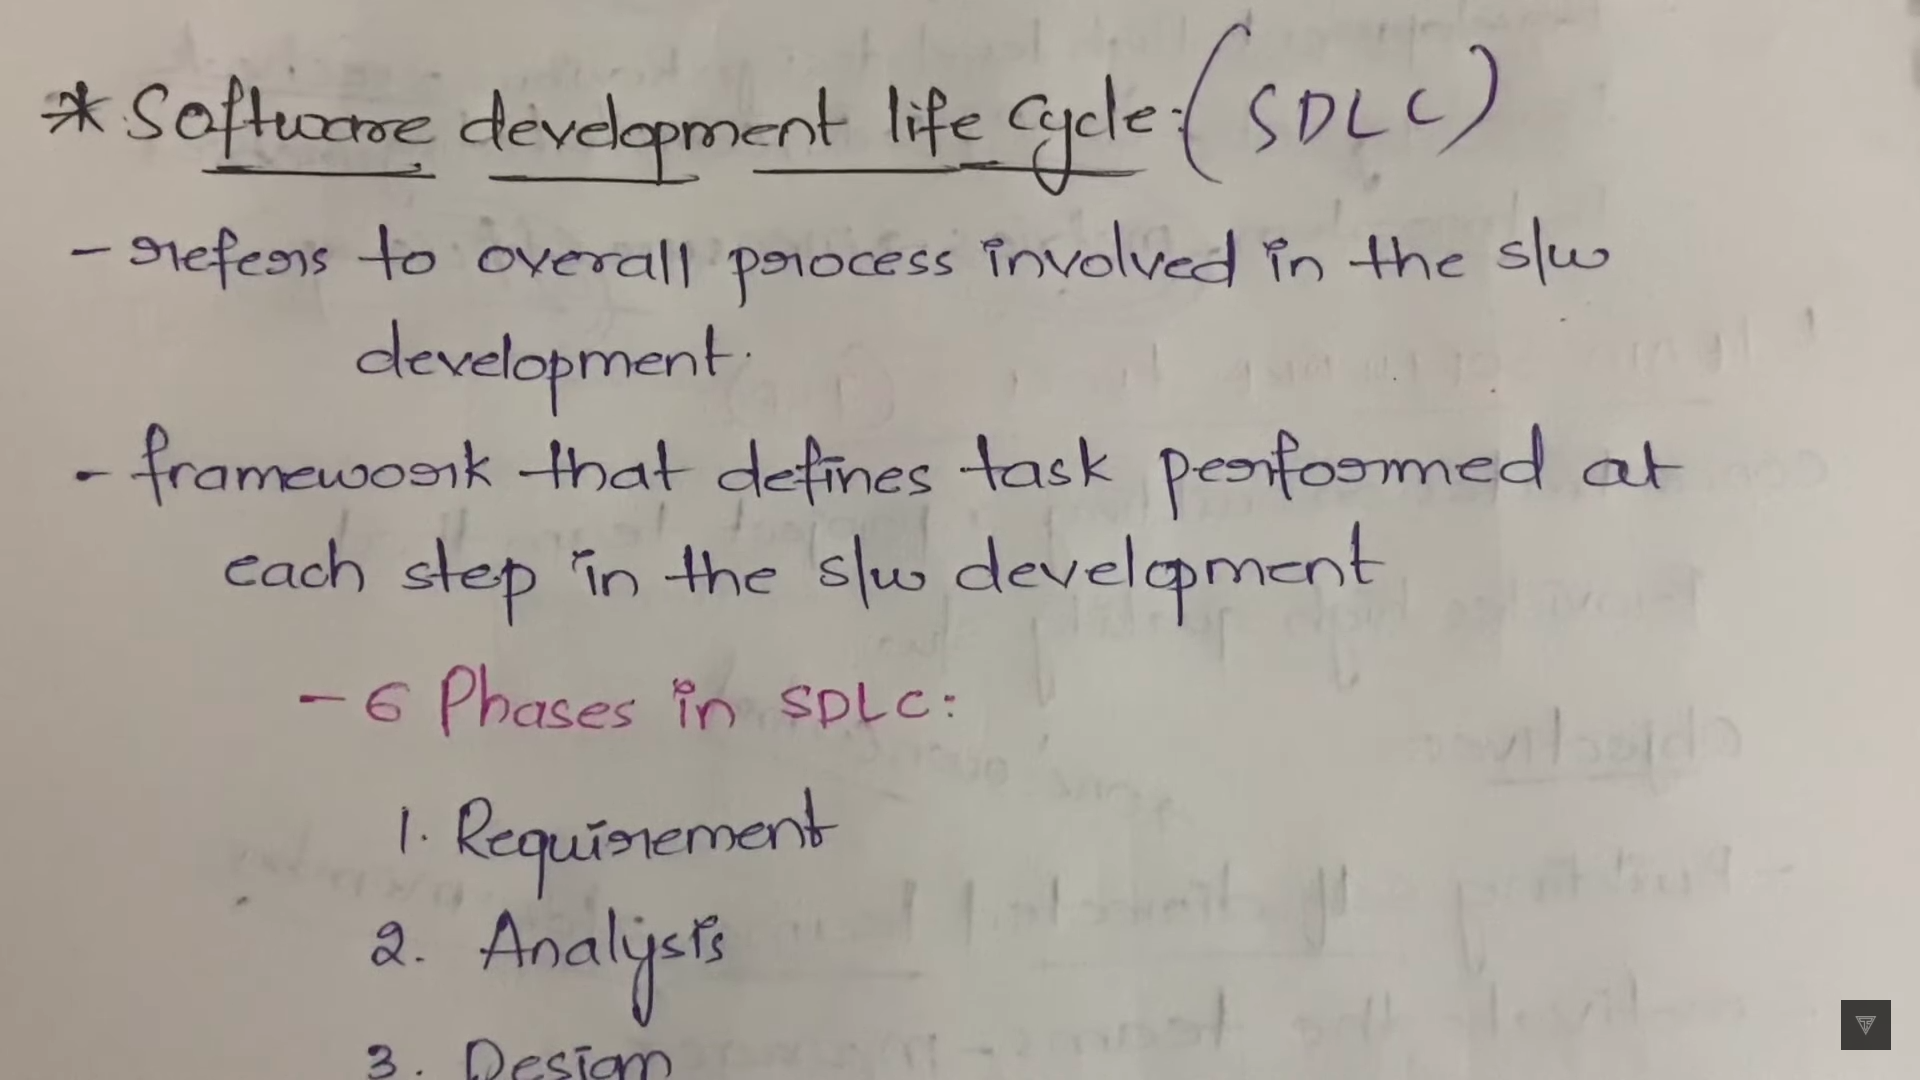 * Software development life cycle: (SDLC)
- refers to overall process involved in the s/w
development.
- framework that defines task performed at
each step in the s/w development
- 6 Phases in SDLC:
1. Requirement
2. Analysis
3. Design